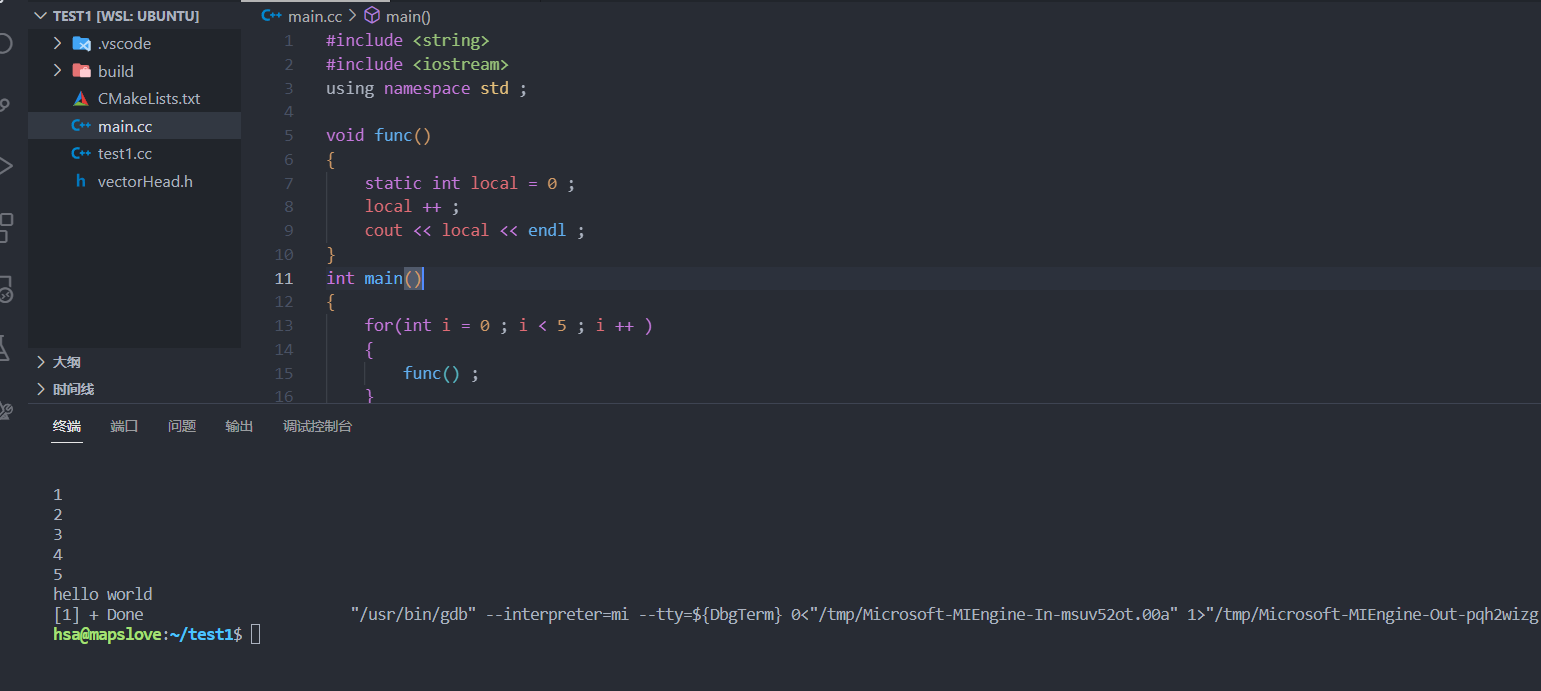 TEST1 [WSL: UBUNTU]
.vscode
build
CMakeLists.txt
main.cc
test1.cc
vectorHead.h
大纲
时间线
main.cc > main()
1 #include <string>
2 #include <iostream>
3 using namespace std ;
4
5 void func()
6 {
7 static int local = 0 ;
8 local ++ ;
9 cout << local << endl ;
10 }
11 int main()
12 {
13 for(int i = 0 ; i < 5 ; i ++ )
14 {
15 func() ;
16 }
终端 端口 问题 输出 调试控制台
1
2
3
4
5
hello world
[1] + Done "/usr/bin/gdb" --interpreter=mi --tty=${DbgTerm} 0<"/tmp/Microsoft-MIEngine-In-msuv52ot.00a" 1>"/tmp/Microsoft-MIEngine-Out-pqh2wizg
hsa@mapslove:~/test1$